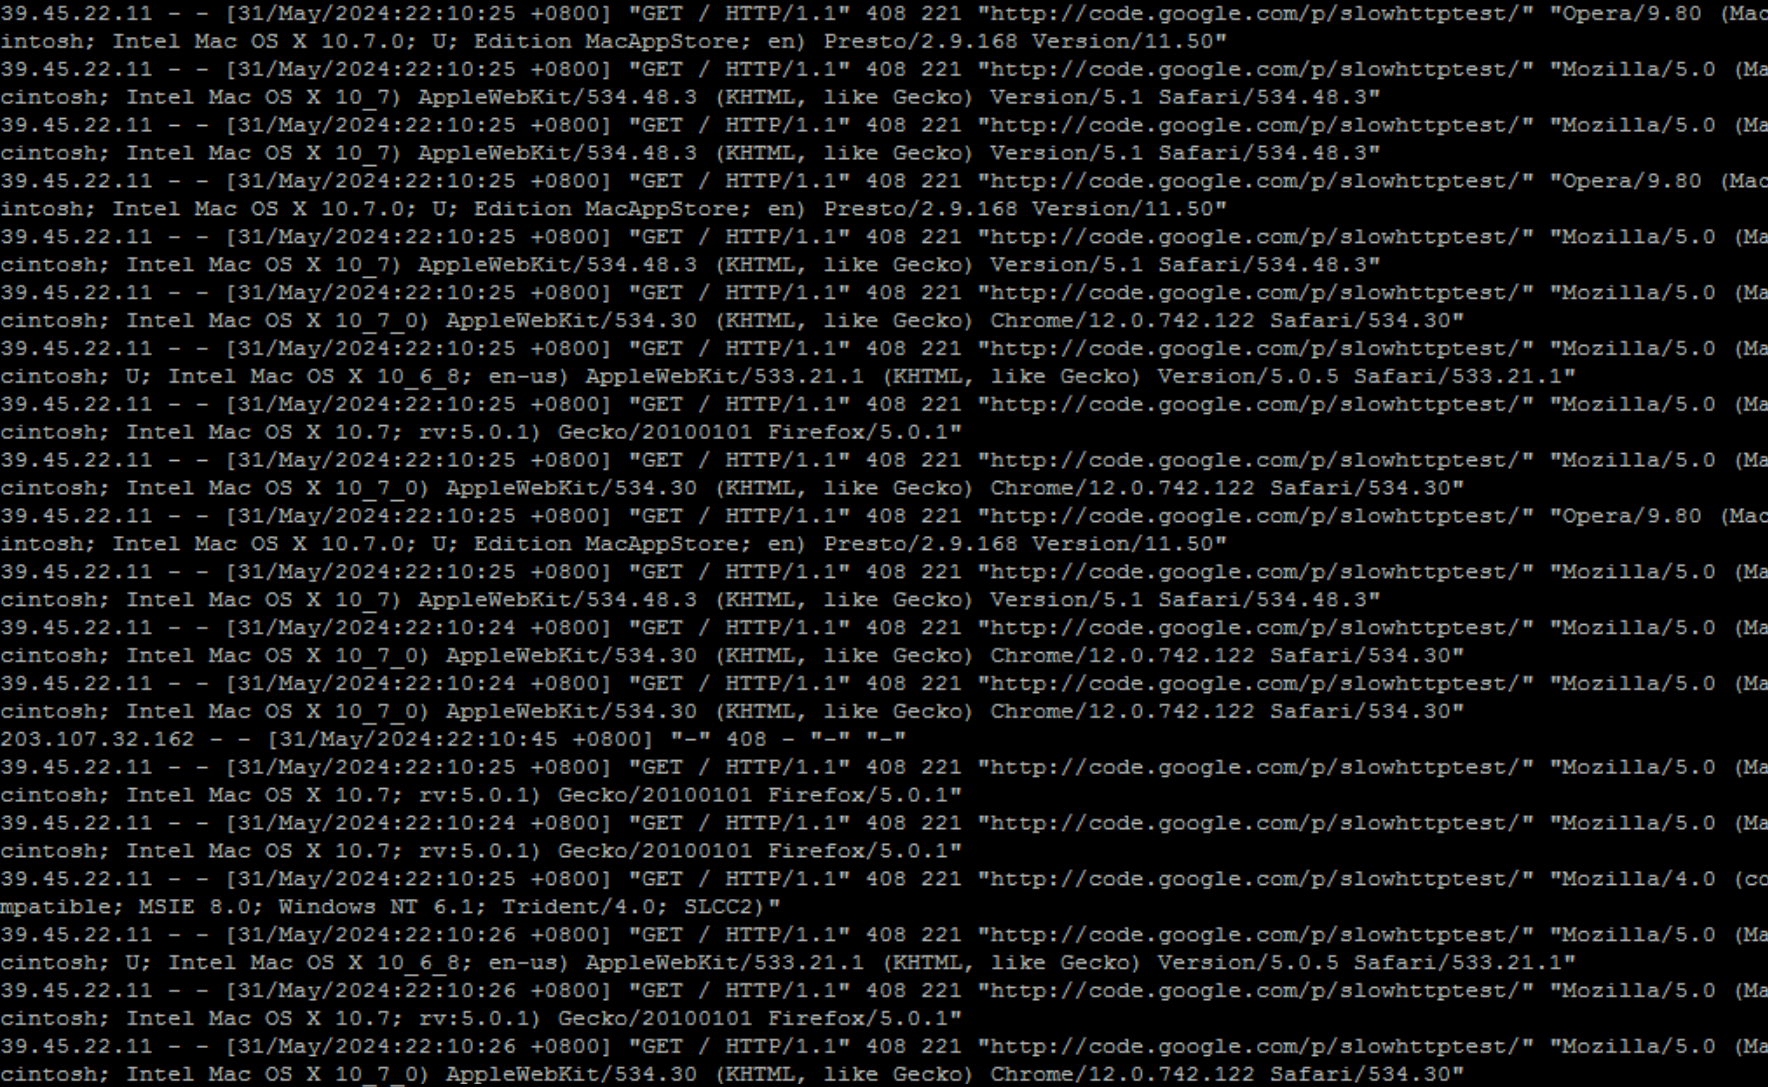 39.45.22.11 - - [31/May/2024:22:10:25 +0800] "GET / HTTP/1.1" 408 221 "http://code.google.com/p/slowhttptest/" "Opera/9.80 (Mac
intosh; Intel Mac OS X 10.7.0; U; Edition MacAppStore; en) Presto/2.9.168 Version/11.50"
39.45.22.11 - - [31/May/2024:22:10:25 +0800] "GET / HTTP/1.1" 408 221 "http://code.google.com/p/slowhttptest/" "Mozilla/5.0 (Ma
cintosh; Intel Mac OS X 10_7) AppleWebKit/534.48.3 (KHTML, like Gecko) Version/5.1 Safari/534.48.3"
39.45.22.11 - - [31/May/2024:22:10:25 +0800] "GET / HTTP/1.1" 408 221 "http://code.google.com/p/slowhttptest/" "Mozilla/5.0 (Ma
cintosh; Intel Mac OS X 10_7) AppleWebKit/534.48.3 (KHTML, like Gecko) Version/5.1 Safari/534.48.3"
39.45.22.11 - - [31/May/2024:22:10:25 +0800] "GET / HTTP/1.1" 408 221 "http://code.google.com/p/slowhttptest/" "Opera/9.80 (Mac
intosh; Intel Mac OS X 10.7.0; U; Edition MacAppStore; en) Presto/2.9.168 Version/11.50"
39.45.22.11 - - [31/May/2024:22:10:25 +0800] "GET / HTTP/1.1" 408 221 "http://code.google.com/p/slowhttptest/" "Mozilla/5.0 (Ma
cintosh; Intel Mac OS X 10_7) AppleWebKit/534.48.3 (KHTML, like Gecko) Version/5.1 Safari/534.48.3"
39.45.22.11 - - [31/May/2024:22:10:25 +0800] "GET / HTTP/1.1" 408 221 "http://code.google.com/p/slowhttptest/" "Mozilla/5.0 (Ma
cintosh; Intel Mac OS X 10_7_0) AppleWebKit/534.30 (KHTML, like Gecko) Chrome/12.0.742.122 Safari/534.30"
39.45.22.11 - - [31/May/2024:22:10:25 +0800] "GET / HTTP/1.1" 408 221 "http://code.google.com/p/slowhttptest/" "Mozilla/5.0 (Ma
cintosh; U; Intel Mac OS X 10_6_8; en-us) AppleWebKit/533.21.1 (KHTML, like Gecko) Version/5.0.5 Safari/533.21.1"
39.45.22.11 - - [31/May/2024:22:10:25 +0800] "GET / HTTP/1.1" 408 221 "http://code.google.com/p/slowhttptest/" "Mozilla/5.0 (Ma
cintosh; Intel Mac OS X 10.7; rv:5.0.1) Gecko/20100101 Firefox/5.0.1"
39.45.22.11 - - [31/May/2024:22:10:25 +0800] "GET / HTTP/1.1" 408 221 "http://code.google.com/p/slowhttptest/" "Mozilla/5.0 (Ma
cintosh; Intel Mac OS X 10_7_0) AppleWebKit/534.30 (KHTML, like Gecko) Chrome/12.0.742.122 Safari/534.30"
39.45.22.11 - - [31/May/2024:22:10:25 +0800] "GET / HTTP/1.1" 408 221 "http://code.google.com/p/slowhttptest/" "Opera/9.80 (Mac
intosh; Intel Mac OS X 10.7.0; U; Edition MacAppStore; en) Presto/2.9.168 Version/11.50"
39.45.22.11 - - [31/May/2024:22:10:25 +0800] "GET / HTTP/1.1" 408 221 "http://code.google.com/p/slowhttptest/" "Mozilla/5.0 (Ma
cintosh; Intel Mac OS X 10_7) AppleWebKit/534.48.3 (KHTML, like Gecko) Version/5.1 Safari/534.48.3"
39.45.22.11 - - [31/May/2024:22:10:24 +0800] "GET / HTTP/1.1" 408 221 "http://code.google.com/p/slowhttptest/" "Mozilla/5.0 (Ma
cintosh; Intel Mac OS X 10_7_0) AppleWebKit/534.30 (KHTML, like Gecko) Chrome/12.0.742.122 Safari/534.30"
39.45.22.11 - - [31/May/2024:22:10:24 +0800] "GET / HTTP/1.1" 408 221 "http://code.google.com/p/slowhttptest/" "Mozilla/5.0 (Ma
cintosh; Intel Mac OS X 10_7_0) AppleWebKit/534.30 (KHTML, like Gecko) Chrome/12.0.742.122 Safari/534.30"
203.107.32.162 - - [31/May/2024:22:10:45 +0800] "-" 408 - "-" "-"
39.45.22.11 - - [31/May/2024:22:10:25 +0800] "GET / HTTP/1.1" 408 221 "http://code.google.com/p/slowhttptest/" "Mozilla/5.0 (Ma
cintosh; Intel Mac OS X 10.7; rv:5.0.1) Gecko/20100101 Firefox/5.0.1"
39.45.22.11 - - [31/May/2024:22:10:24 +0800] "GET / HTTP/1.1" 408 221 "http://code.google.com/p/slowhttptest/" "Mozilla/5.0 (Ma
cintosh; Intel Mac OS X 10.7; rv:5.0.1) Gecko/20100101 Firefox/5.0.1"
39.45.22.11 - - [31/May/2024:22:10:25 +0800] "GET / HTTP/1.1" 408 221 "http://code.google.com/p/slowhttptest/" "Mozilla/4.0 (co
mpatible; MSIE 8.0; Windows NT 6.1; Trident/4.0; SLCC2)"
39.45.22.11 - - [31/May/2024:22:10:26 +0800] "GET / HTTP/1.1" 408 221 "http://code.google.com/p/slowhttptest/" "Mozilla/5.0 (Ma
cintosh; U; Intel Mac OS X 10_6_8; en-us) AppleWebKit/533.21.1 (KHTML, like Gecko) Version/5.0.5 Safari/533.21.1"
39.45.22.11 - - [31/May/2024:22:10:26 +0800] "GET / HTTP/1.1" 408 221 "http://code.google.com/p/slowhttptest/" "Mozilla/5.0 (Ma
cintosh; Intel Mac OS X 10.7; rv:5.0.1) Gecko/20100101 Firefox/5.0.1"
39.45.22.11 - - [31/May/2024:22:10:26 +0800] "GET / HTTP/1.1" 408 221 "http://code.google.com/p/slowhttptest/" "Mozilla/5.0 (Ma
cintosh; Intel Mac OS X 10_7_0) AppleWebKit/534.30 (KHTML, like Gecko) Chrome/12.0.742.122 Safari/534.30"